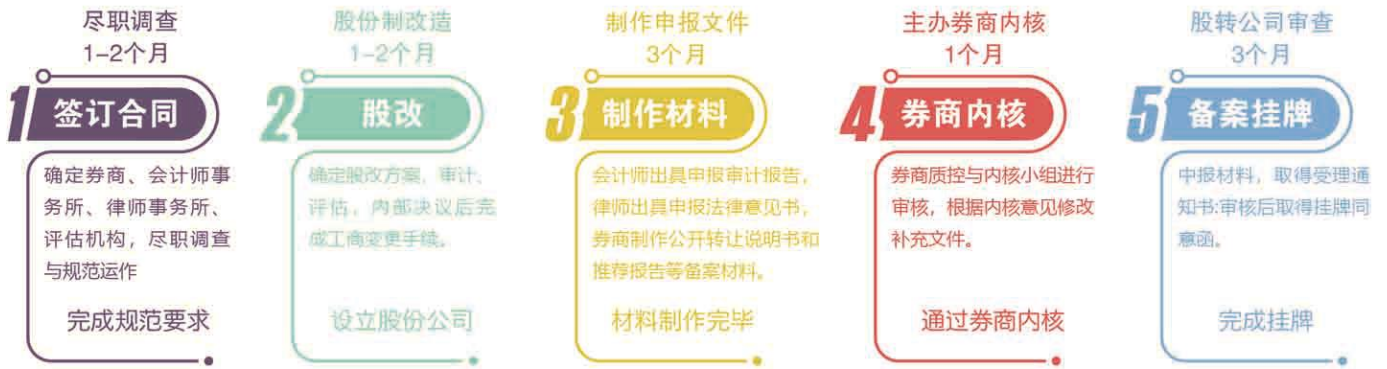 尽职调查
1-2个月
1 签订合同
确定券商、会计师事
务所、律师事务所、
评估机构，尽职调查
与规范运作
完成规范要求
股份制改造
1-2个月
2 股改
确定股改方案，审计、
评估，内部决议后完
成工商变更手续。
设立股份公司
制作申报文件
3个月
3 制作材料
会计师出具申报审计报告，
律师出具申报法律意见书，
券商制作公开转让说明书和
推荐报告等备案材料。
材料制作完毕
主办券商内核
1个月
4 券商内核
券商质控与内核小组进行
审核，根据内核意见修改
补充文件。
通过券商内核
股转公司审查
3个月
5 备案挂牌
申报材料，取得受理通
知书:审核后取得挂牌同
意函。
完成挂牌